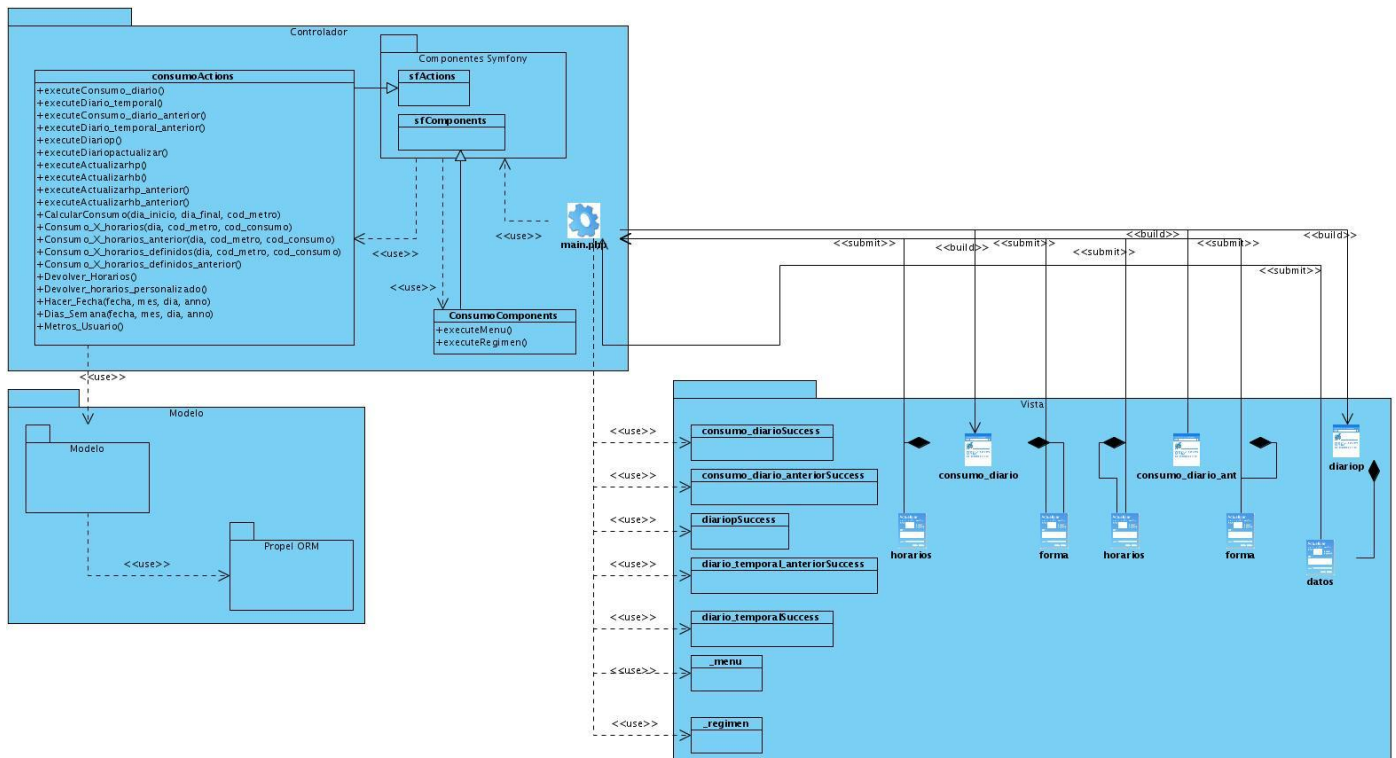 Controlador
Componentes Symfony
consumoActions
+executeConsumo_diario()
+executeDiario_temporal()
+executeConsumo_diario_anterior()
+executeDiario_temporal_anterior()
+executeDiariop()
+executeDiariopactualizar()
+executeActualizarhp()
+executeActualizarhb()
+executeActualizarhp_anterior()
+executeActualizarhb_anterior()
+CalcularConsumo(dia_inicio, dia_final, cod_metro)
+Consumo_X_horarios(dia, cod_metro, cod_consumo)
+Consumo_X_horarios_anterior(dia, cod_metro, cod_consumo)
+Consumo_X_horarios_definidos(dia, cod_metro, cod_consumo)
+Consumo_X_horarios_definidos_anterior()
+Devolver_Horarios()
+Devolver_horarios_personalizado()
+Hacer_Fecha(fecha, mes, dia, anno)
+Dias_Semana(fecha, mes, dia, anno)
+Metros_Usuario()
sfActions
sfComponents
<<use>>
<<use>>
<<use>>
main.php
ConsumoComponents
+executeMenu()
+executeRegimen()
<<submit>>
<<build>>
<<submit>>
<<submit>>
<<build>>
<<submit>>
<<build>>
<<submit>>
<<use>>
Modelo
Modelo
<<use>>
Propel ORM
Vista
<<use>>
consumo_diarioSuccess
<<use>>
consumo_diario_anteriorSuccess
<<use>>
diariopSuccess
<<use>>
diario_temporal_anteriorSuccess
<<use>>
diario_temporalSuccess
<<use>>
_menu
<<use>>
_regimen
consumo_diario
consumo_diario_ant
diariop
horarios
forma
horarios
forma
datos